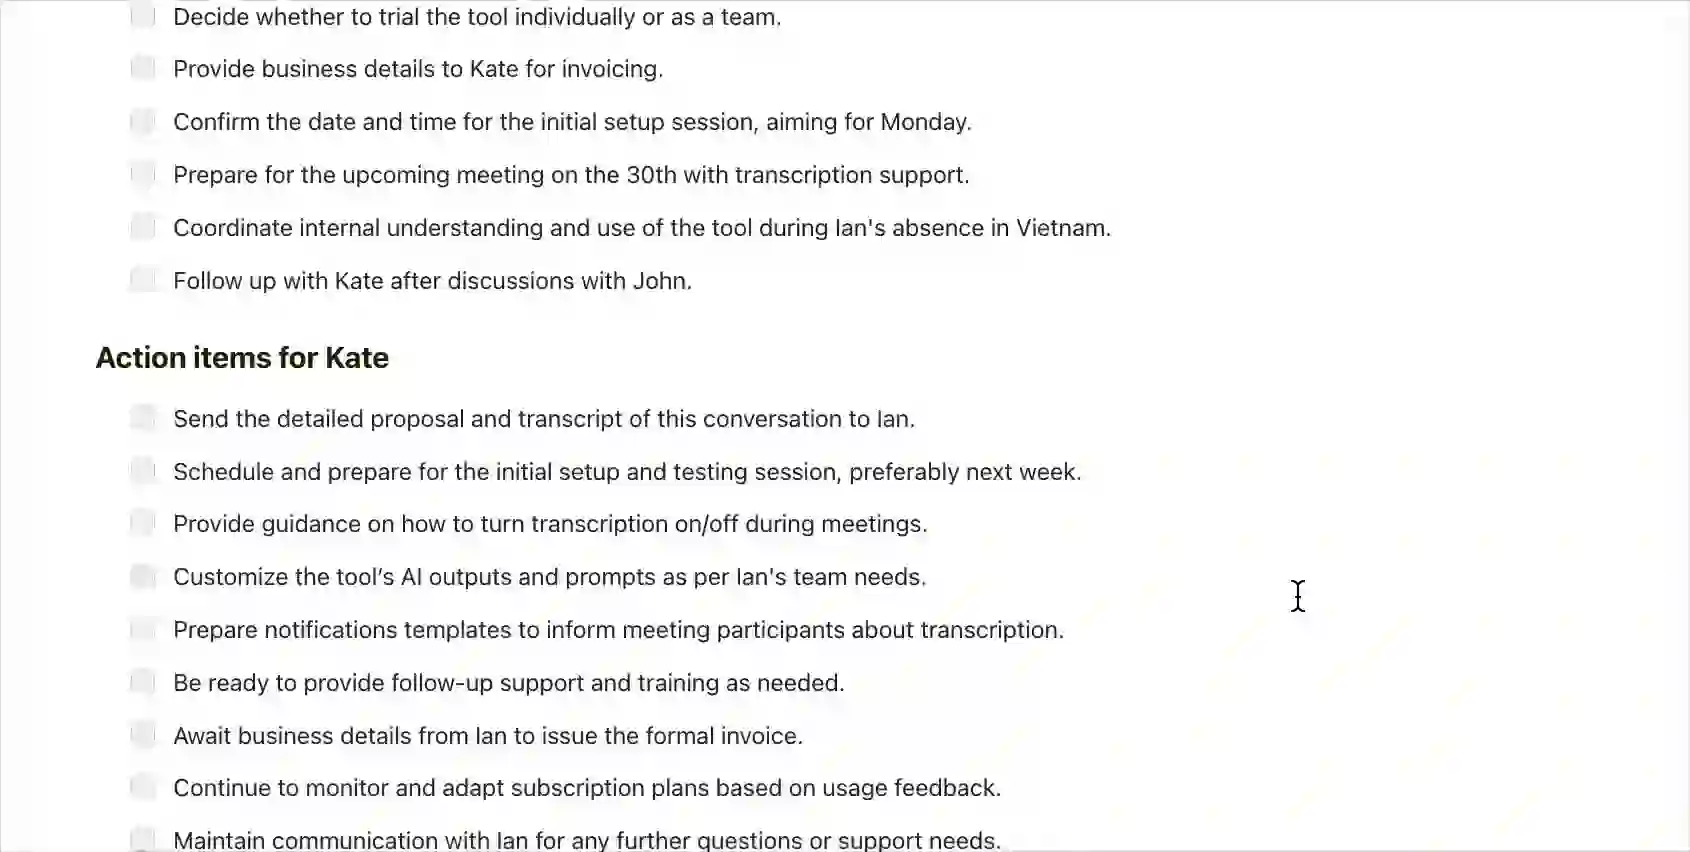 Decide whether to trial the tool individually or as a team.
Provide business details to Kate for invoicing.
Confirm the date and time for the initial setup session, aiming for Monday.
Prepare for the upcoming meeting on the 30th with transcription support.
Coordinate internal understanding and use of the tool during Ian's absence in Vietnam.
Follow up with Kate after discussions with John.
Action items for Kate
Send the detailed proposal and transcript of this conversation to Ian.
Schedule and prepare for the initial setup and testing session, preferably next week.
Provide guidance on how to turn transcription on/off during meetings.
Customize the tool’s AI outputs and prompts as per Ian's team needs.
Prepare notifications templates to inform meeting participants about transcription.
Be ready to provide follow-up support and training as needed.
Await business details from Ian to issue the formal invoice.
Continue to monitor and adapt subscription plans based on usage feedback.
Maintain communication with Ian for any further questions or support needs.